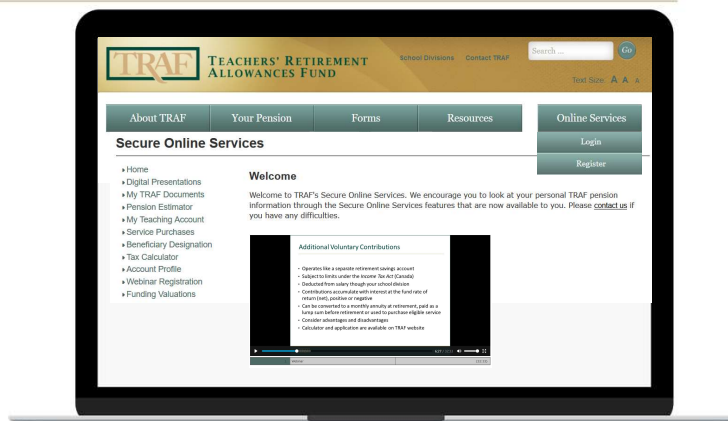 TRAF
TEACHERS' RETIREMENT
ALLOWANCES FUND
School Divisions Contact TRAF
Search ...
Go
Text Size: A A A
About TRAF
Your Pension
Forms
Resources
Online Services
Login
Register
Secure Online Services
Home
Digital Presentations
My TRAF Documents
Pension Estimator
My Teaching Account
Service Purchases
Beneficiary Designation
Tax Calculator
Account Profile
Webinar Registration
Funding Valuations
Welcome
Welcome to TRAF's Secure Online Services. We encourage you to look at your personal TRAF pension
information through the Secure Online Services features that are now available to you. Please contact us if
you have any difficulties.
Additional Voluntary Contributions
• Operates like a separate retirement savings account
• Subject to limits under the Income Tax Act (Canada)
• Deducted from salary though your school division
• Contributions accumulate with interest at the fund rate of
return (net), positive or negative
• Can be converted to a monthly annuity at retirement, paid as a
lump sum before retirement or used to purchase eligible service
• Consider advantages and disadvantages
• Calculator and application are available on TRAF website